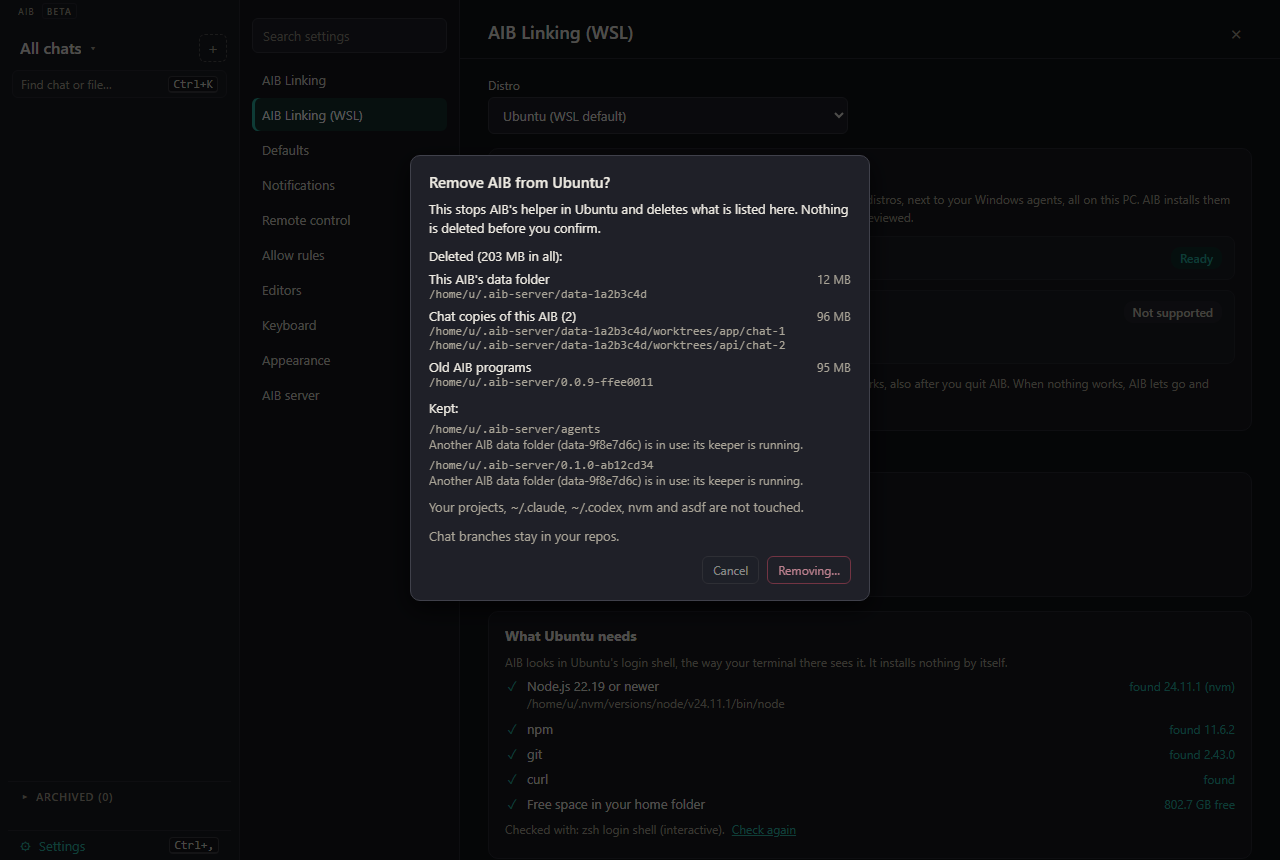 AIB BETA
All chats
+
Find chat or file... Ctrl+K
ARCHIVED (0)
Settings Ctrl+,
Search settings
AIB Linking
AIB Linking (WSL)
Defaults
Notifications
Remote control
Allow rules
Editors
Keyboard
Appearance
AIB server
AIB Linking (WSL)
×
Distro
Ubuntu (WSL default)
distros, next to your Windows agents, all on this PC. AIB installs them
Ready
Not supported
also after you quit AIB. When nothing works, AIB lets go and
Remove AIB from Ubuntu?
This stops AIB's helper in Ubuntu and deletes what is listed here. Nothing
is deleted before you confirm.
Deleted (203 MB in all):
This AIB's data folder 12 MB
/home/u/.aib-server/data-1a2b3c4d
Chat copies of this AIB (2) 96 MB
/home/u/.aib-server/data-1a2b3c4d/worktrees/app/chat-1
/home/u/.aib-server/data-1a2b3c4d/worktrees/api/chat-2
Old AIB programs 95 MB
/home/u/.aib-server/0.0.9-ffee0011
Kept:
/home/u/.aib-server/agents
Another AIB data folder (data-9f8e7d6c) is in use: its keeper is running.
/home/u/.aib-server/0.1.0-ab12cd34
Another AIB data folder (data-9f8e7d6c) is in use: its keeper is running.
Your projects, ~/.claude, ~/.codex, nvm and asdf are not touched.
Chat branches stay in your repos.
Cancel Removing...
What Ubuntu needs
AIB looks in Ubuntu's login shell, the way your terminal there sees it. It installs nothing by itself.
✓ Node.js 22.19 or newer found 24.11.1 (nvm)
/home/u/.nvm/versions/node/v24.11.1/bin/node
✓ npm found 11.6.2
✓ git found 2.43.0
✓ curl found
✓ Free space in your home folder 802.7 GB free
Checked with: zsh login shell (interactive). Check again